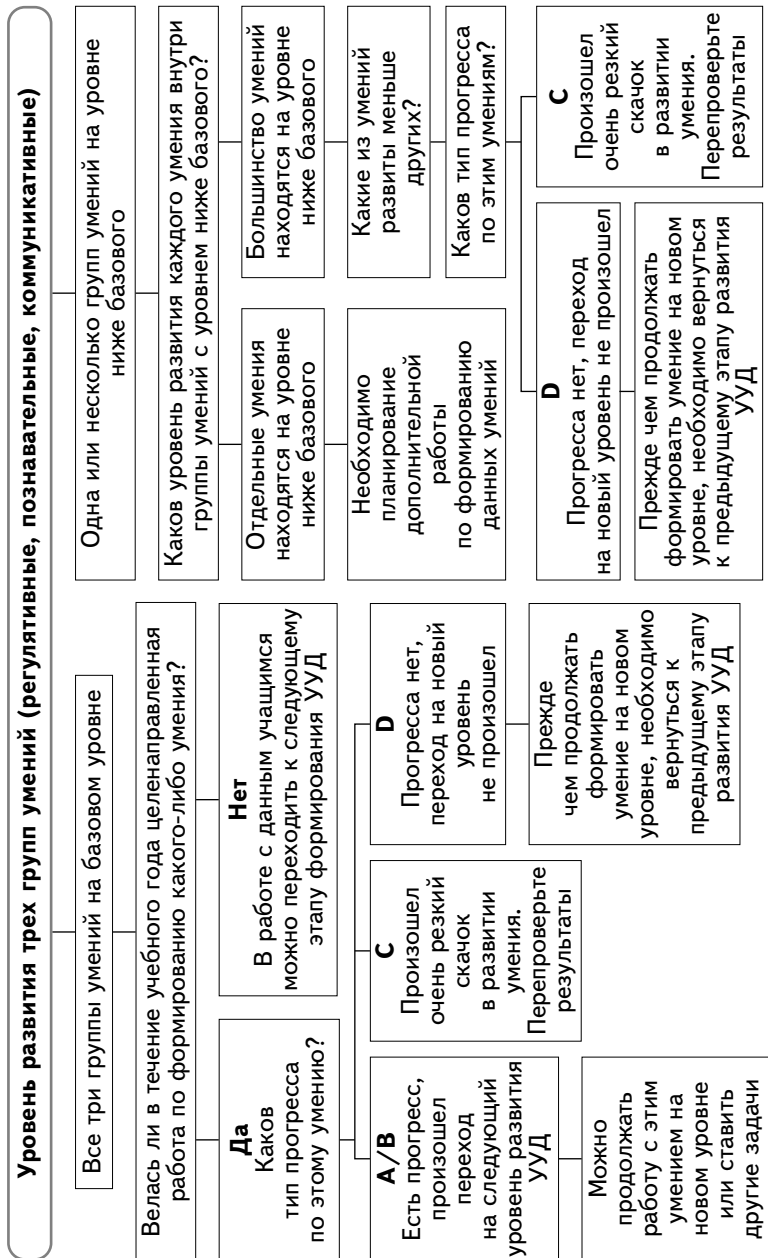 Уровень развития трех групп умений (регулятивные, познавательные, коммуникативные)
Все три группы умений на базовом уровне
Велась ли в течение учебного года целенаправленная
работа по формированию какого-либо умения?
Да
Каков
тип прогресса
по этому умению?
Нет
В работе с данным учащимся
можно переходить к следующему
этапу формирования УУД
A/B
Есть прогресс,
произошел
переход
на следующий
уровень развития
УУД
Можно
продолжать
работу с этим
умением на
новом уровне
или ставить
другие задачи
C
Произошел
очень резкий
скачок
в развитии
умения.
Перепроверьте
результаты
D
Прогресса нет,
переход на новый
уровень
не произошел
Прежде
чем продолжать
формировать
умение на новом
уровне, необходимо
вернуться к
предыдущему этапу
развития УУД
Одна или несколько групп умений на уровне
ниже базового
Каков уровень развития каждого умения внутри
группы умений с уровнем ниже базового?
Отдельные умения
находятся на уровне
ниже базового
Необходимо
планирование
дополнительной
работы
по формированию
данных умений
Большинство умений
находятся на уровне
ниже базового
Какие из умений
развиты меньше
других?
Каков тип прогресса
по этим умениям?
D
Прогресса нет, переход
на новый уровень не произошел
Прежде чем продолжать
формировать умение на новом
уровне, необходимо вернуться
к предыдущему этапу развития
УУД
C
Произошел
очень резкий
скачок
в развитии
умения.
Перепроверьте
результаты